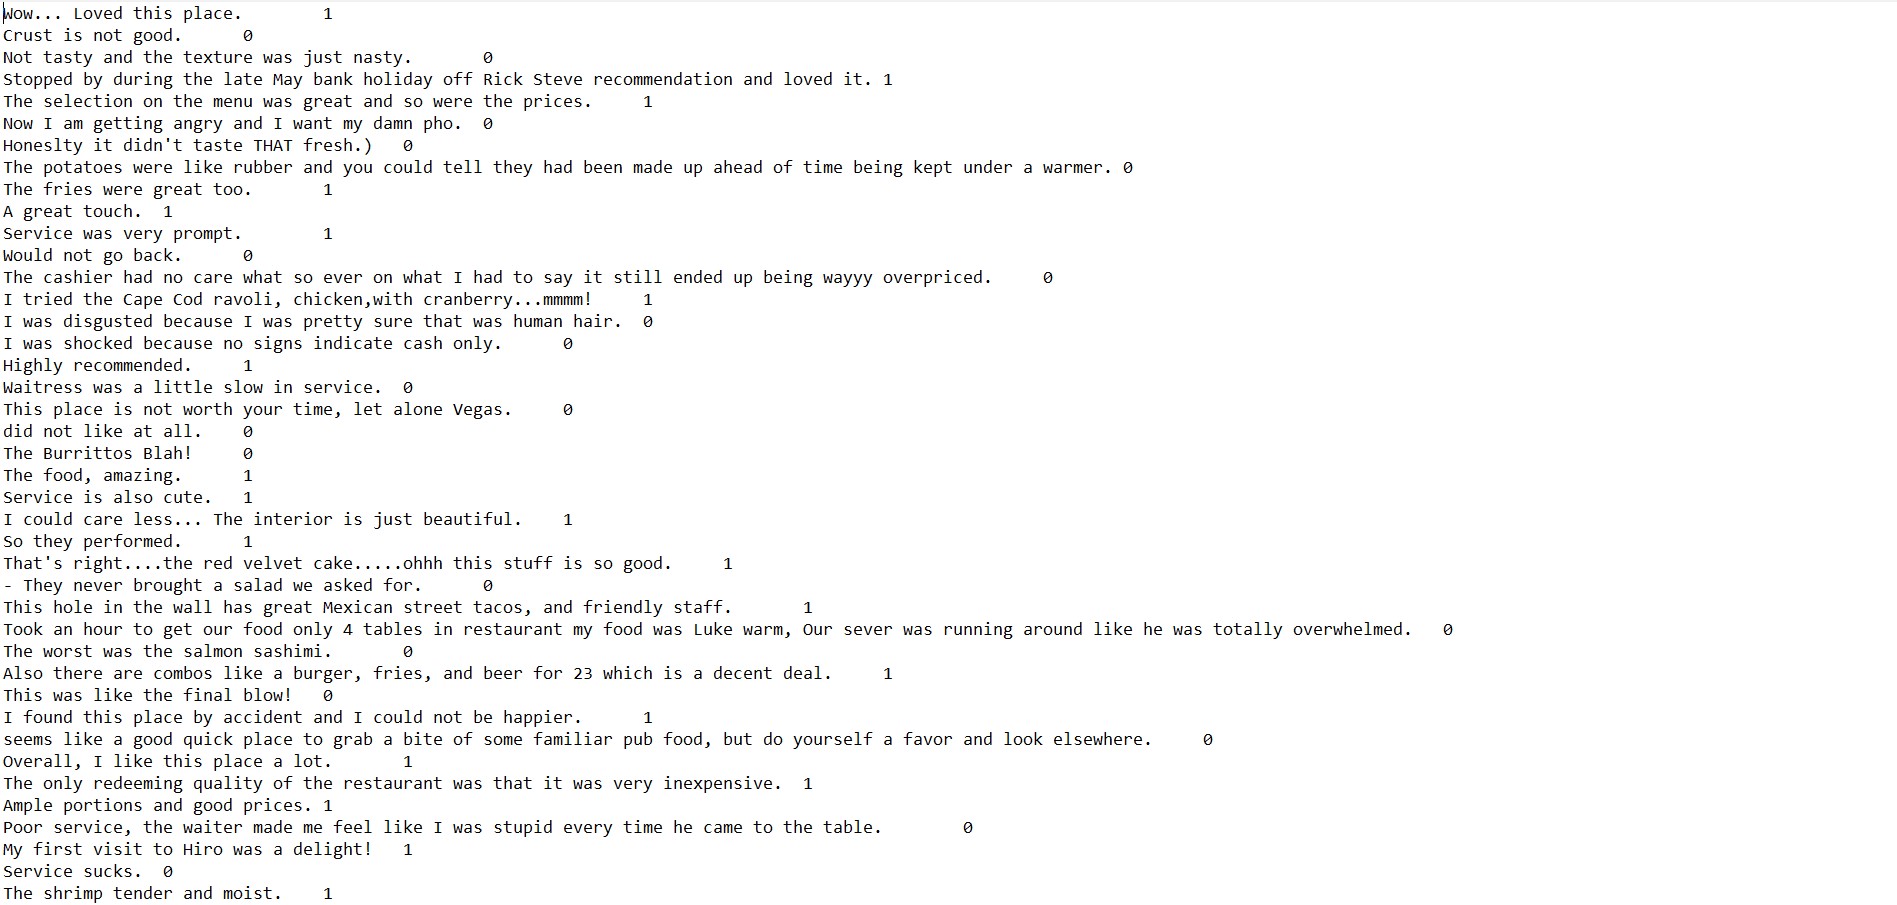 Wow... Loved this place.	1
Crust is not good.	0
Not tasty and the texture was just nasty.	0
Stopped by during the late May bank holiday off Rick Steve recommendation and loved it.	1
The selection on the menu was great and so were the prices.	1
Now I am getting angry and I want my damn pho.	0
Honeslty it didn't taste THAT fresh.)	0
The potatoes were like rubber and you could tell they had been made up ahead of time being kept under a warmer.	0
The fries were great too.	1
A great touch.	1
Service was very prompt.	1
Would not go back.	0
The cashier had no care what so ever on what I had to say it still ended up being wayyy overpriced.	0
I tried the Cape Cod ravoli, chicken,with cranberry...mmmm!	1
I was disgusted because I was pretty sure that was human hair.	0
I was shocked because no signs indicate cash only.	0
Highly recommended.	1
Waitress was a little slow in service.	0
This place is not worth your time, let alone Vegas.	0
did not like at all.	0
The Burrittos Blah!	0
The food, amazing.	1
Service is also cute.	1
I could care less... The interior is just beautiful.	1
So they performed.	1
That's right....the red velvet cake.....ohhh this stuff is so good.	1
- They never brought a salad we asked for.	0
This hole in the wall has great Mexican street tacos, and friendly staff.	1
Took an hour to get our food only 4 tables in restaurant my food was Luke warm, Our sever was running around like he was totally overwhelmed.	0
The worst was the salmon sashimi.	0
Also there are combos like a burger, fries, and beer for 23 which is a decent deal.	1
This was like the final blow!	0
I found this place by accident and I could not be happier.	1
seems like a good quick place to grab a bite of some familiar pub food, but do yourself a favor and look elsewhere.	0
Overall, I like this place a lot.	1
The only redeeming quality of the restaurant was that it was very inexpensive.	1
Ample portions and good prices.	1
Poor service, the waiter made me feel like I was stupid every time he came to the table.	0
My first visit to Hiro was a delight!	1
Service sucks.	0
The shrimp tender and moist.	1